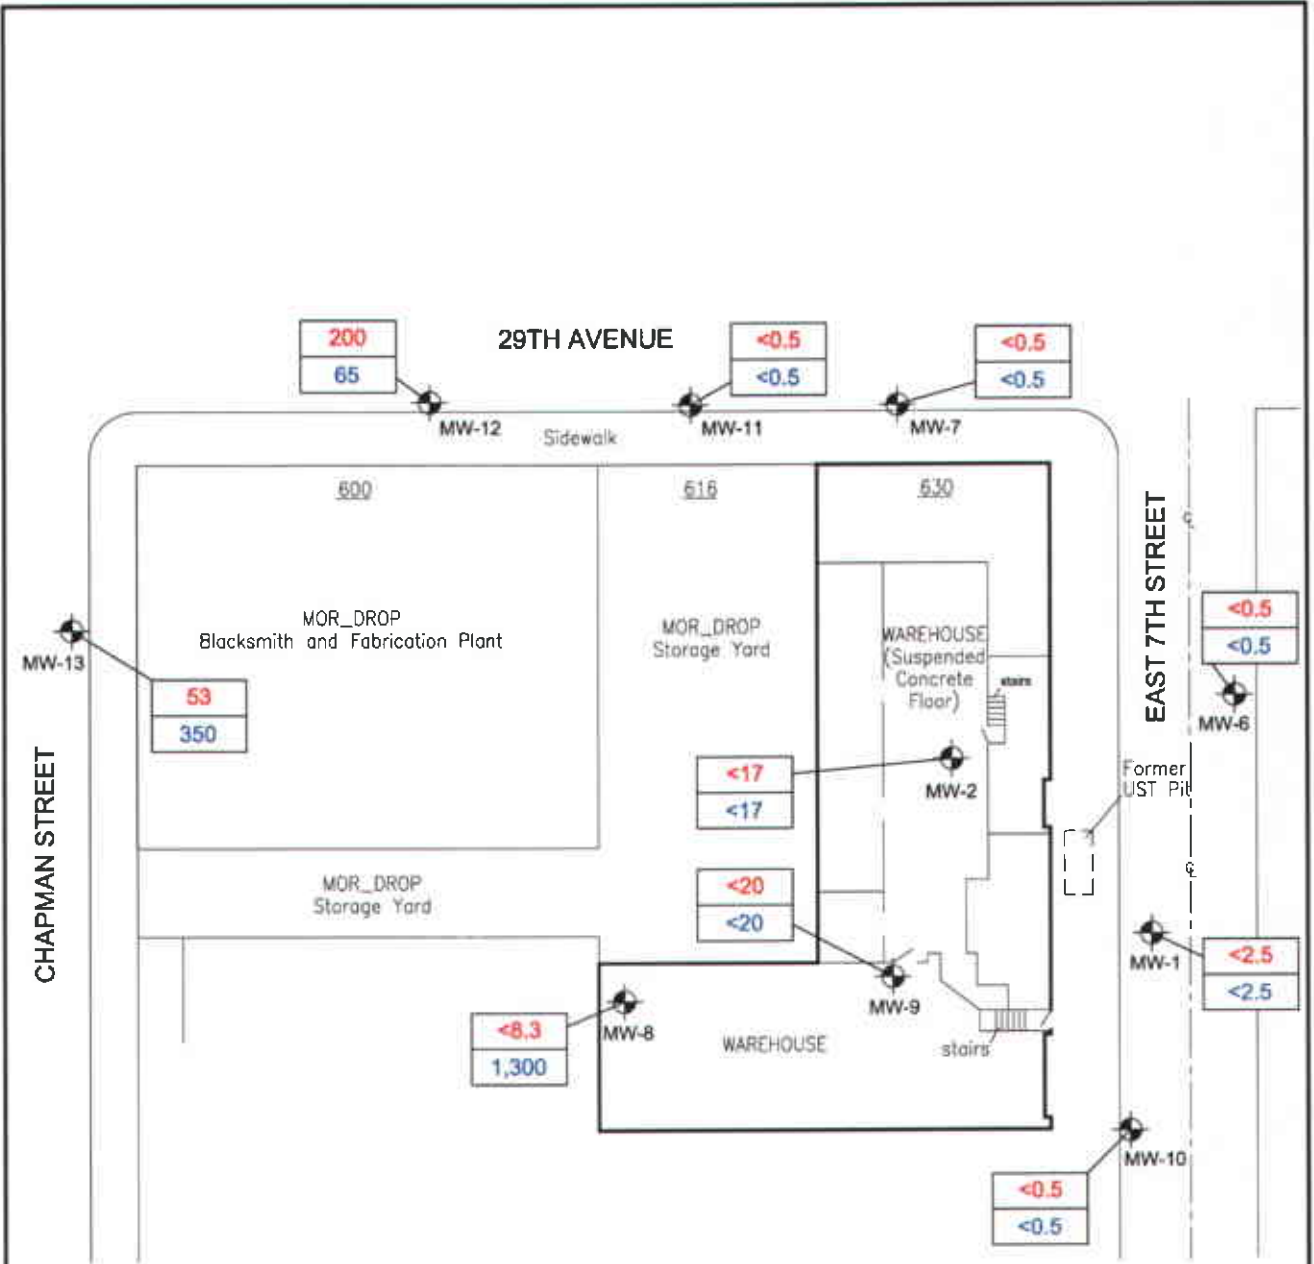 29TH AVENUE
200
65
<0.5
<0.5
<0.5
<0.5
MW-12
MW-11
MW-7
Sidewalk
600
616
630
EAST 7TH STREET
MOR_DROP
Blacksmith and Fabrication Plant
MOR_DROP
Storage Yard
WAREHOUSE
(Suspended
Concrete
Floor)
stairs
<0.5
<0.5
MW-6
MW-13
53
350
CHAPMAN STREET
<17
<17
MW-2
Former
UST Pit
MOR_DROP
Storage Yard
<20
<20
MW-9
MW-1
<2.5
<2.5
MW-8
<8.3
1,300
WAREHOUSE
stairs
MW-10
<0.5
<0.5